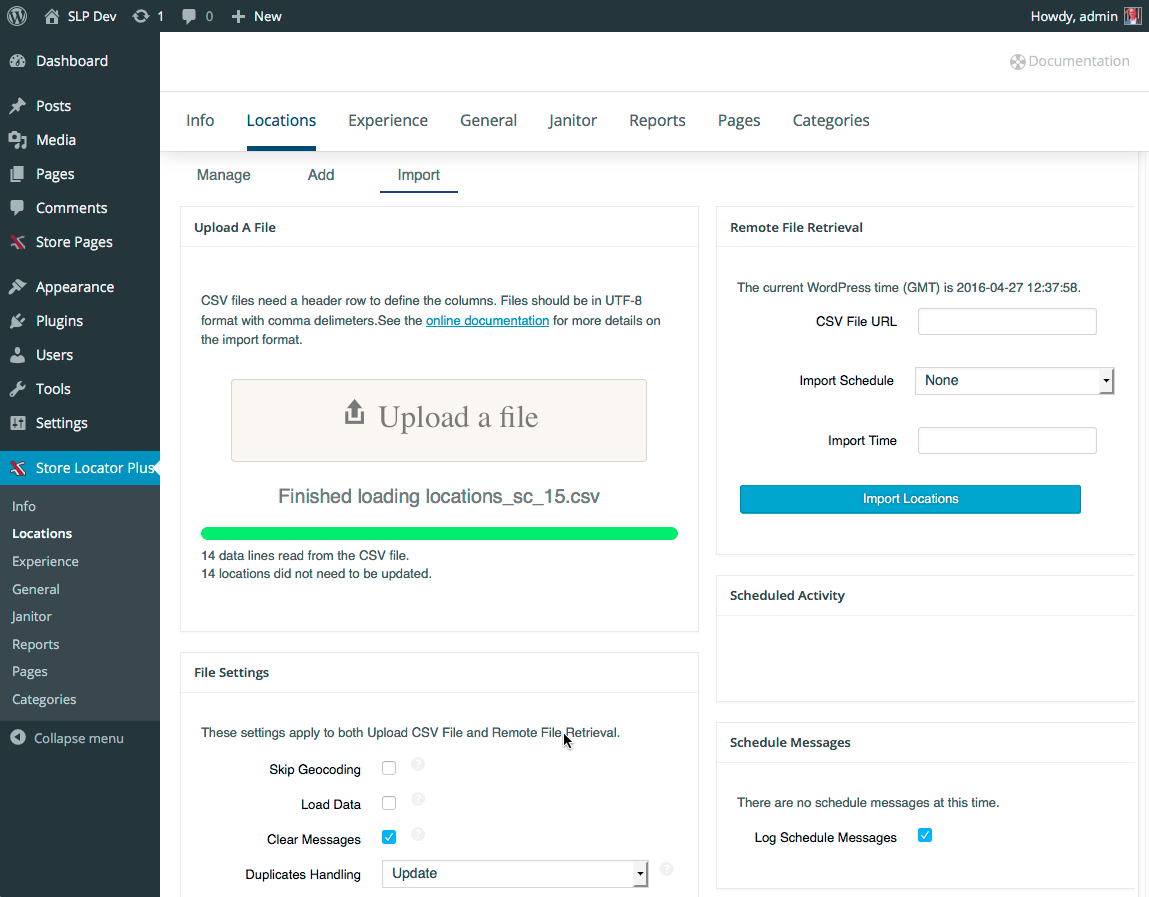 SLP Dev 1 0 New Howdy, admin
Dashboard
Posts
Media
Pages
Comments
Store Pages
Appearance
Plugins
Users
Tools
Settings
Store Locator Plus
Info
Locations
Experience
General
Janitor
Reports
Pages
Categories
Collapse menu
Documentation
Info Locations Experience General Janitor Reports Pages Categories
Manage Add Import
Upload A File
CSV files need a header row to define the columns. Files should be in UTF-8
format with comma delimeters.See the online documentation for more details on
the import format.
Upload a file
Finished loading locations_sc_15.csv
14 data lines read from the CSV file.
14 locations did not need to be updated.
File Settings
These settings apply to both Upload CSV File and Remote File Retrieval.
Skip Geocoding ?
Load Data ?
Clear Messages ?
Duplicates Handling Update ?
Remote File Retrieval
The current WordPress time (GMT) is 2016-04-27 12:37:58.
CSV File URL
Import Schedule None
Import Time
Import Locations
Scheduled Activity
Schedule Messages
There are no schedule messages at this time.
Log Schedule Messages